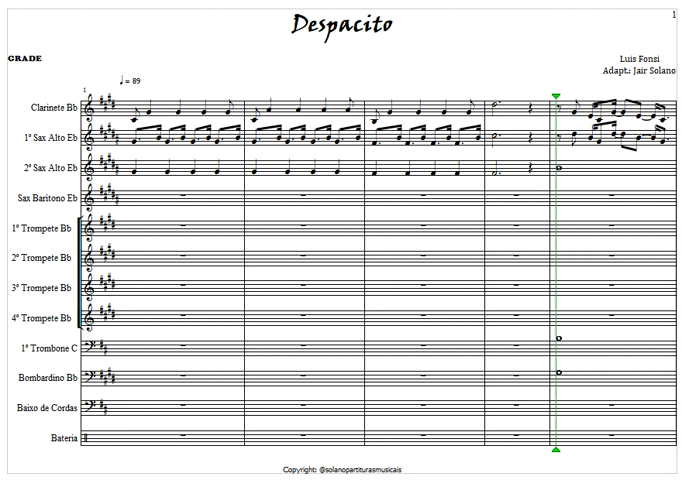 1
Despacito
GRADE
Luis Fonsi
Adapt.: Jair Solano
♩ = 89
1
Clarinete Bb
1º Sax Alto Eb
2º Sax Alto Eb
Sax Barítono Eb
1º Trompete Bb
2º Trompete Bb
3º Trompete Bb
4º Trompete Bb
1º Trombone C
Bombardino Bb
Baixo de Cordas
Bateria
Copyright: @solanopartiturasmusicais